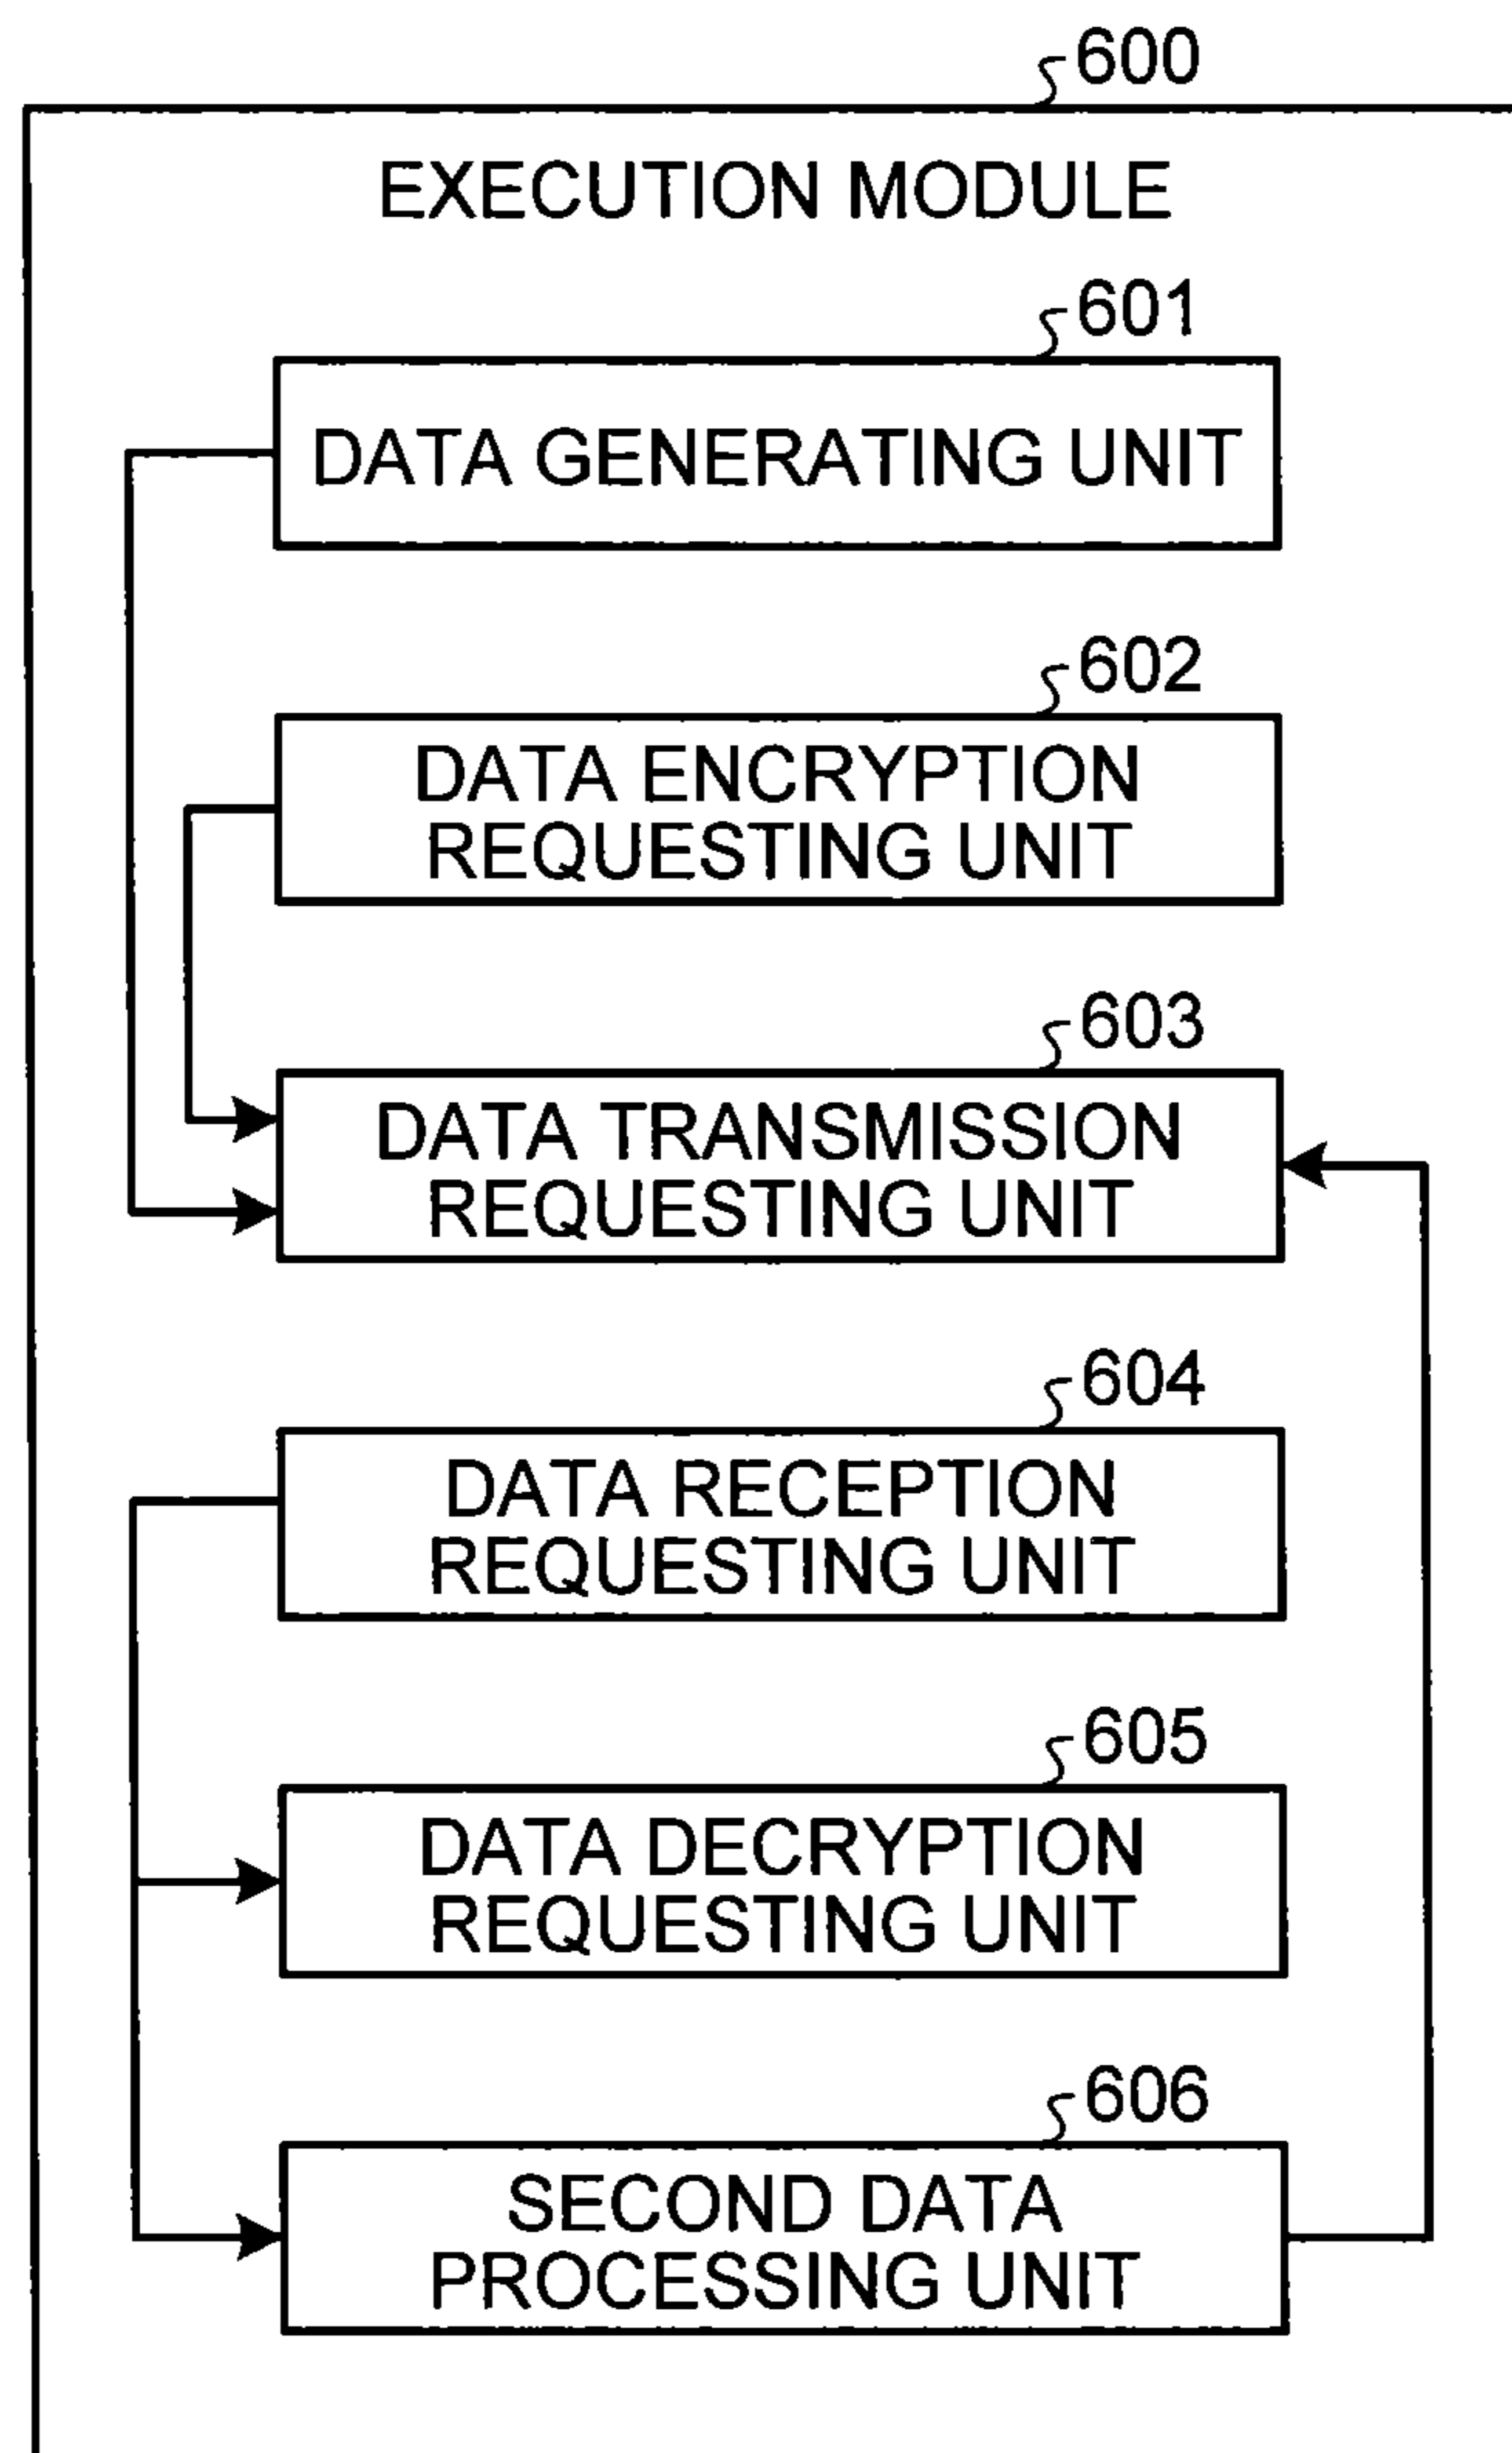 600
EXECUTION MODULE
601
DATA GENERATING UNIT
602
DATA ENCRYPTION
REQUESTING UNIT
603
DATA TRANSMISSION
REQUESTING UNIT
604
DATA RECEPTION
REQUESTING UNIT
605
DATA DECRYPTION
REQUESTING UNIT
606
SECOND DATA
PROCESSING UNIT